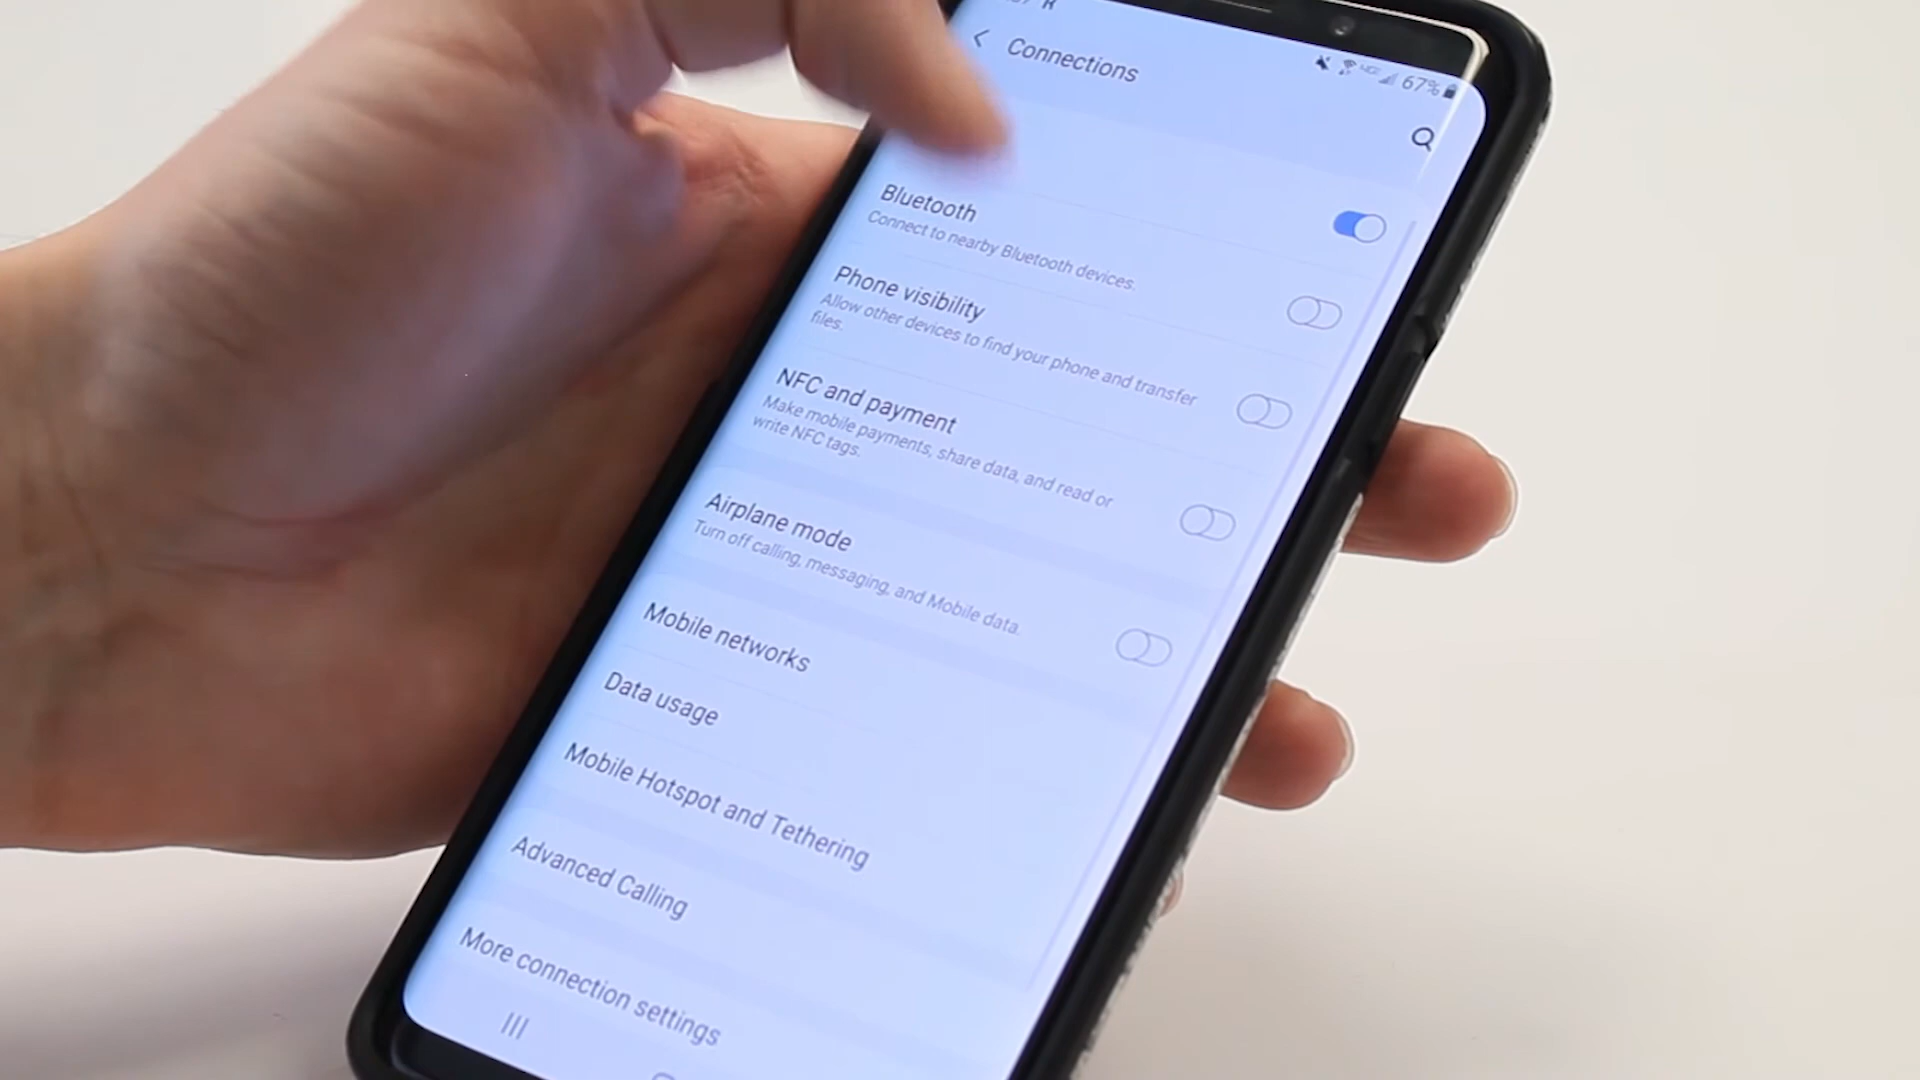 Connections
67%
Bluetooth
Connect to nearby Bluetooth devices.
Phone visibility
Allow other devices to find your phone and transfer
files.
NFC and payment
Make mobile payments, share data, and read or
write NFC tags.
Airplane mode
Turn off calling, messaging, and Mobile data.
Mobile networks
Data usage
Mobile Hotspot and Tethering
Advanced Calling
More connection settings